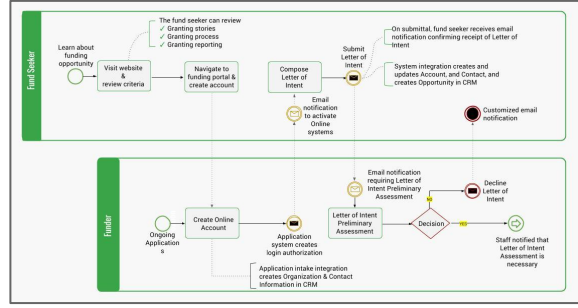 Fund Seeker
Learn about
funding
opportunity
The fund seeker can review
✓ Granting stories
✓ Granting process
✓ Granting reporting
Visit website
&
review criteria
Navigate to
funding portal &
create account
Compose
Letter of
Intent
Submit
Letter of
Intent
On submittal, fund seeker receives email
notification confirming receipt of Letter of
Intent
System integration creates and
updates Account, and Contact, and
creates Opportunity in CRM
Email
notification
to activate
Online
systems
Customized email
notification
Funder
Ongoing
Application
s
Create Online
Account
Application
system creates
login authorization
Application intake integration
creates Organization & Contact
Information in CRM
Email notification
requiring Letter of
Intent Preliminary
Assessment
Letter of Intent
Preliminary
Assessment
Decision
NO
YES
Decline
Letter of
Intent
Staff notified that
Letter of Intent
Assessment is
necessary